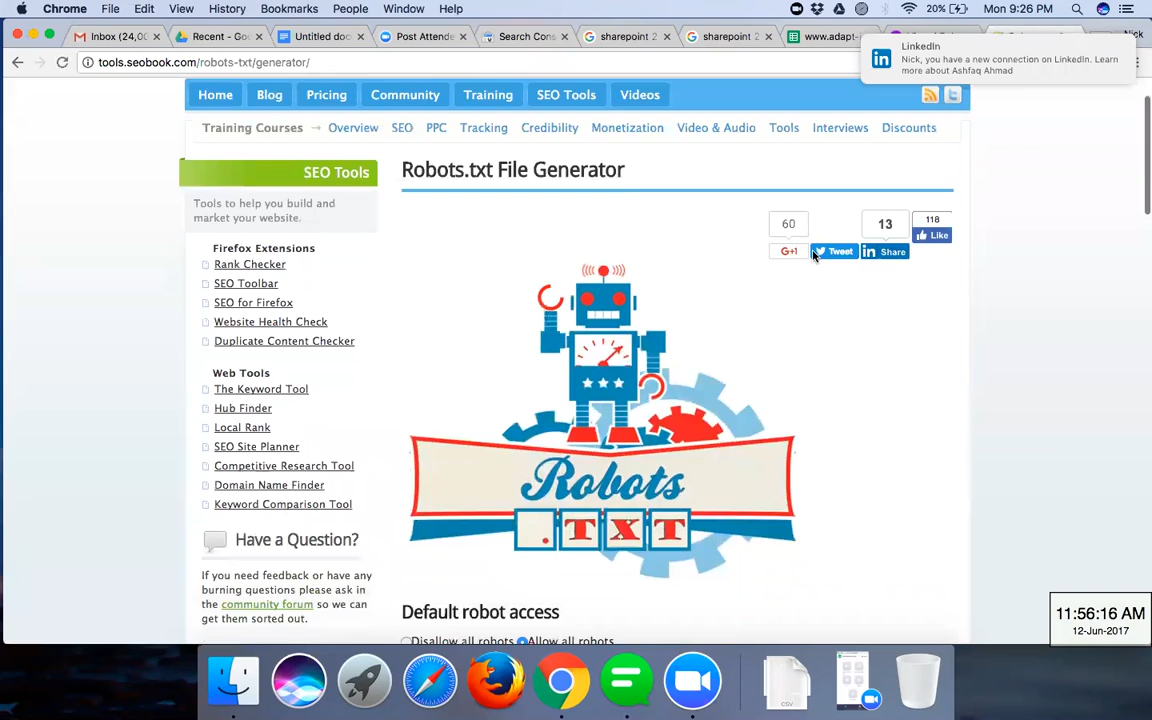 Chrome File Edit View History Bookmarks People Window Help 20% Mon 9:26 PM
Inbox (24,0 Recent - Goo Untitled doc Post Attende Search Cons sharepoint 2 sharepoint 2 www.adapt- Nick
tools.seobook.com/robots-txt/generator/
LinkedIn
Nick, you have a new connection on LinkedIn. Learn
more about Ashfaq Ahmad
Home Blog Pricing Community Training SEO Tools Videos
Training Courses → Overview SEO PPC Tracking Credibility Monetization Video & Audio Tools Interviews Discounts
SEO Tools
Tools to help you build and
market your website.
Firefox Extensions
Rank Checker
SEO Toolbar
SEO for Firefox
Website Health Check
Duplicate Content Checker
Web Tools
The Keyword Tool
Hub Finder
Local Rank
SEO Site Planner
Competitive Research Tool
Domain Name Finder
Keyword Comparison Tool
Have a Question?
If you need feedback or have any
burning questions please ask in
the community forum so we can
get them sorted out.
Robots.txt File Generator
60 13 118
G+1 Tweet in Share Like
Robots
.TXT
Default robot access
Disallow all robots Allow all robots
11:56:16 AM
12-Jun-2017
CSV